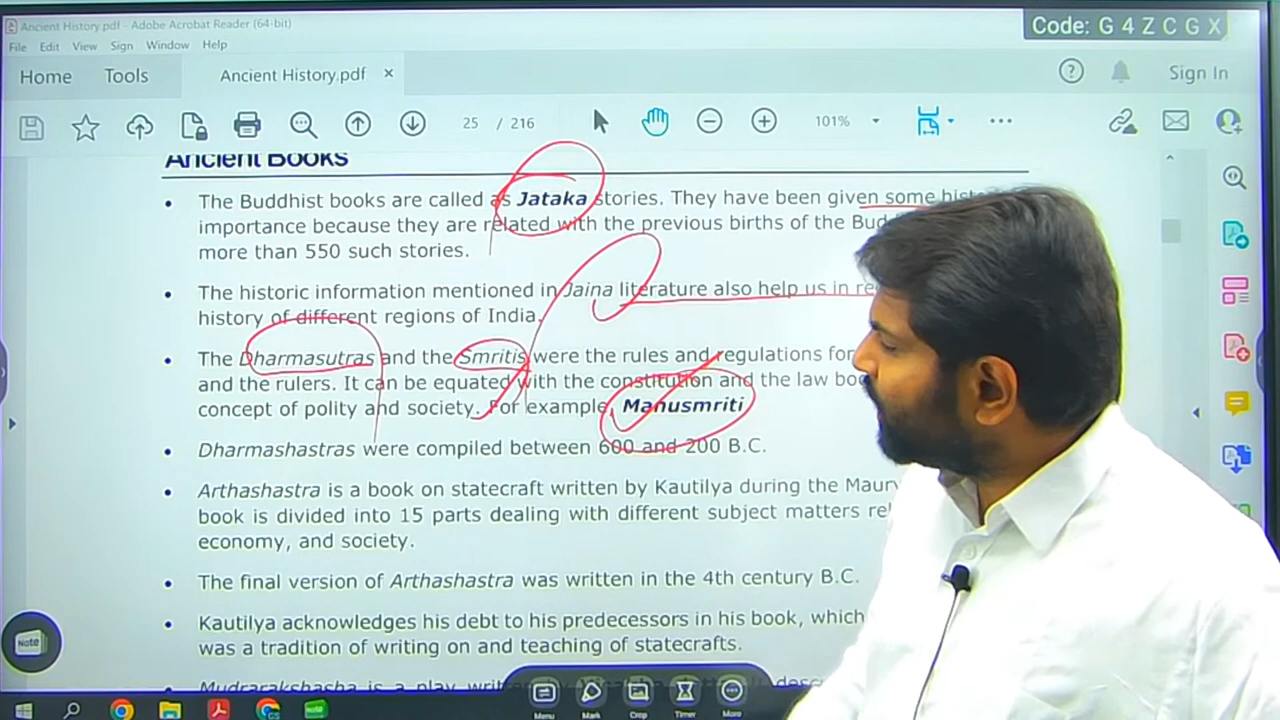 Ancient History.pdf - Adobe Acrobat Reader (64-bit)
Code: G 4 Z C G X
File Edit View Sign Window Help
Home Tools Ancient History.pdf × Sign In
25 / 216 101%
Ancient Books
• The Buddhist books are called as Jataka stories. They have been given some
importance because they are related with the previous births of the
more than 550 such stories.
• The historic information mentioned in Jaina literature also help us in
history of different regions of India.
• The Dharmasutras and the Smritis were the rules and regulations for
and the rulers. It can be equated with the constitution and the law
concept of polity and society. For example, Manusmriti
• Dharmashastras were compiled between 600 and 200 B.C.
• Arthashastra is a book on statecraft written by Kautilya during the
book is divided into 15 parts dealing with different subject matters
economy, and society.
• The final version of Arthashastra was written in the 4th century B.C.
• Kautilya acknowledges his debt to his predecessors in his book, which
was a tradition of writing on and teaching of statecrafts.
• Mudrarakshasha is a play
Note
Menu Mark Crop Timer More
note